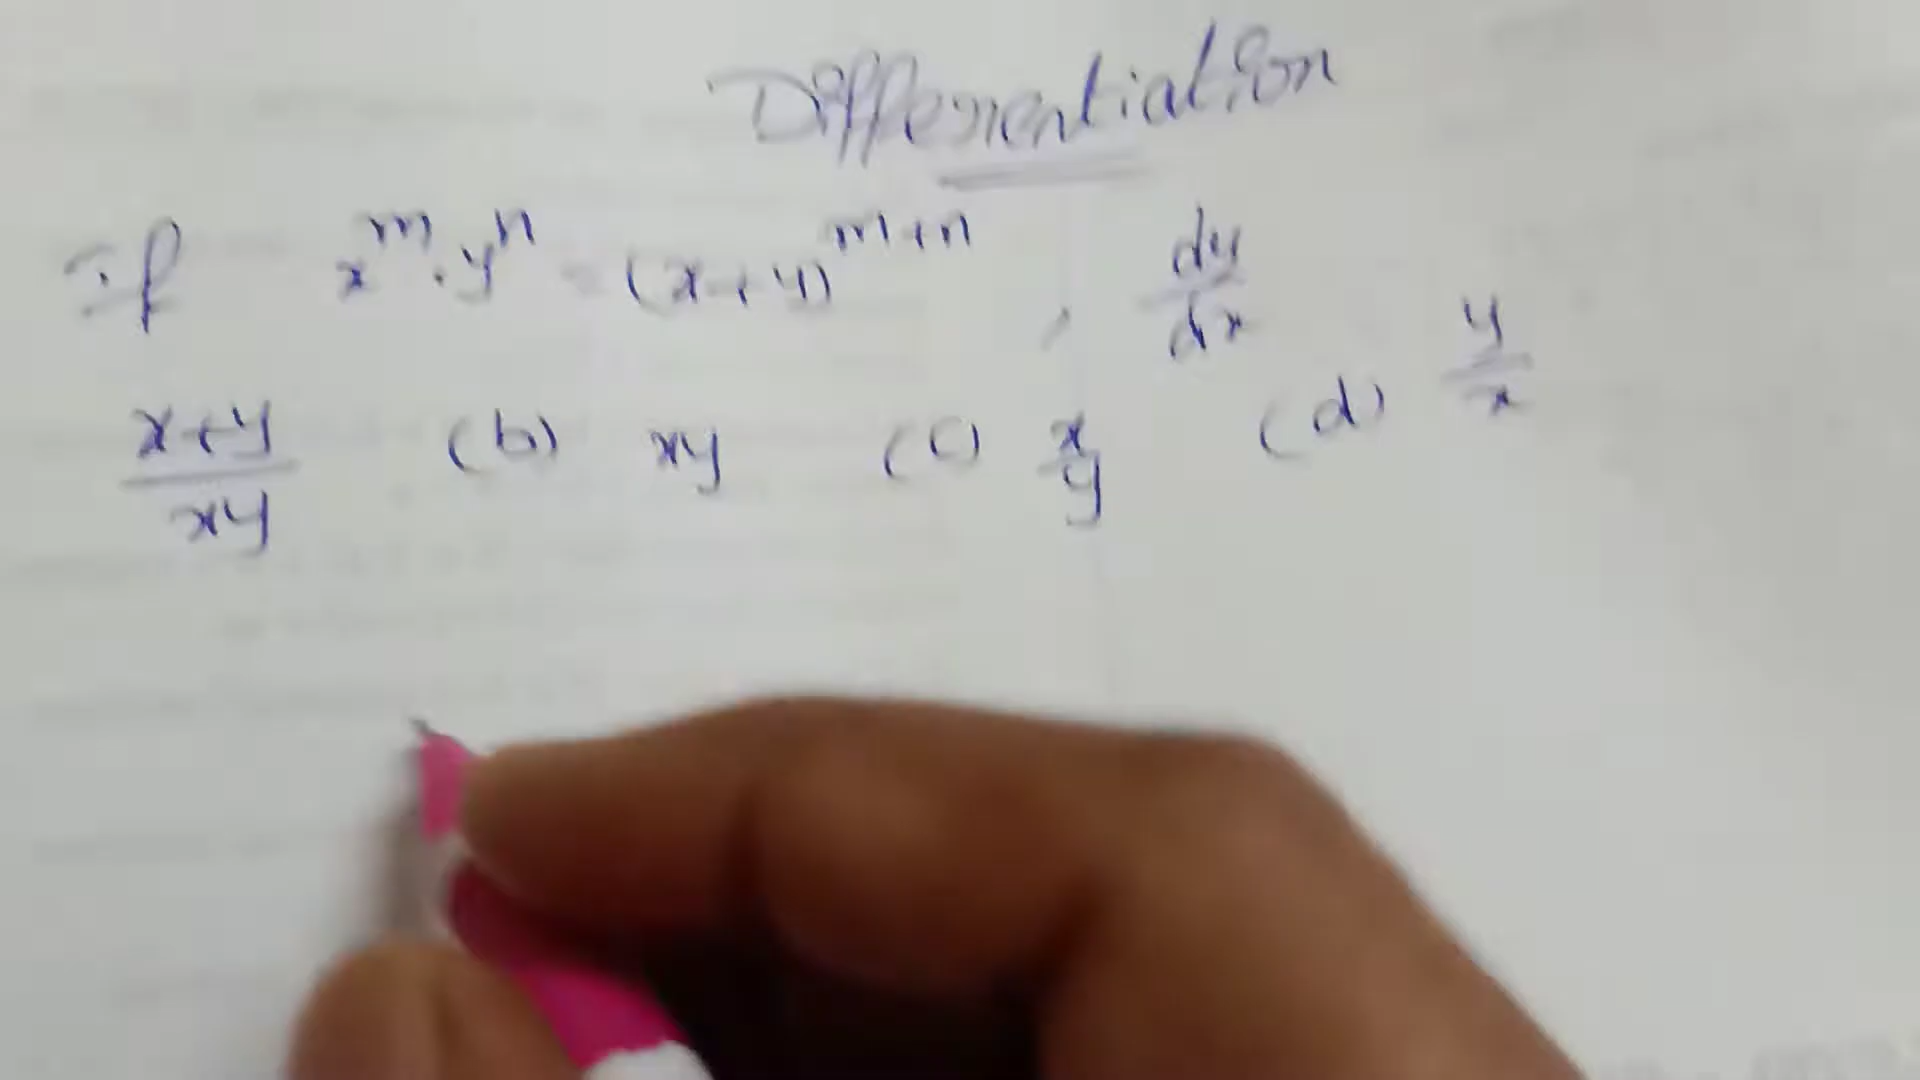 Differentiation
If x^m . y^n = (x+y)^{m+n} , dy/dx
x+y/xy (b) xy (c) x/y (d) y/x